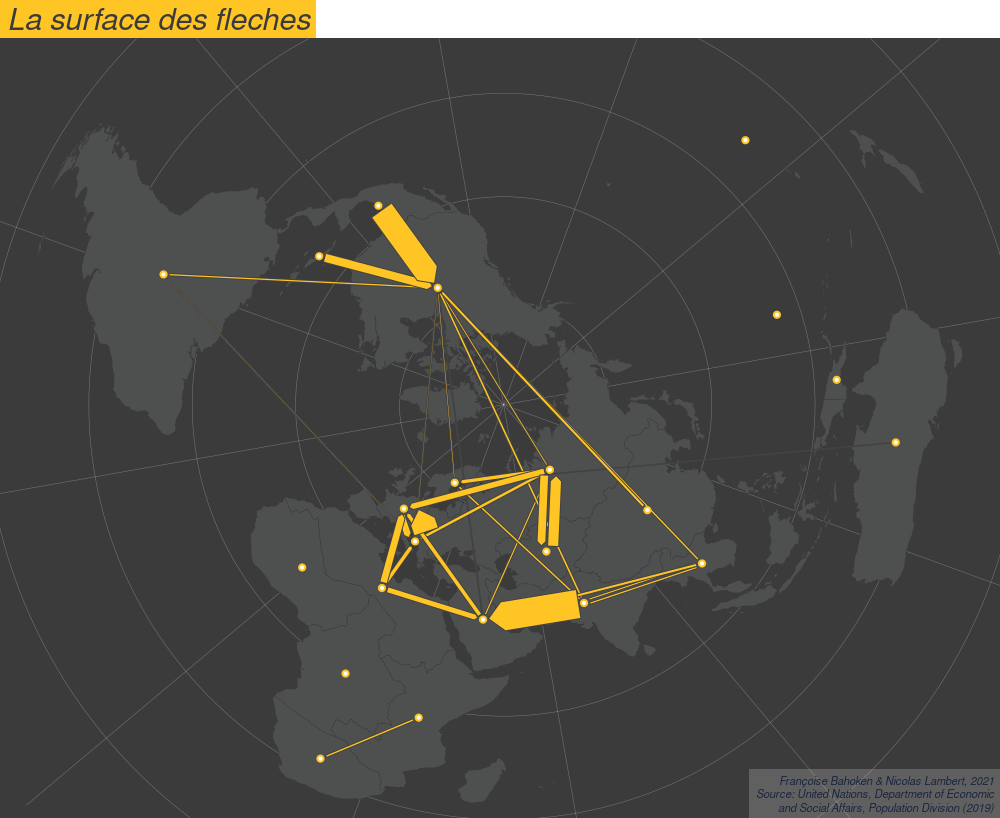 La surface des fleches
Françoise Bahoken & Nicolas Lambert, 2021
Source: United Nations, Department of Economic
and Social Affairs, Population Division (2019)